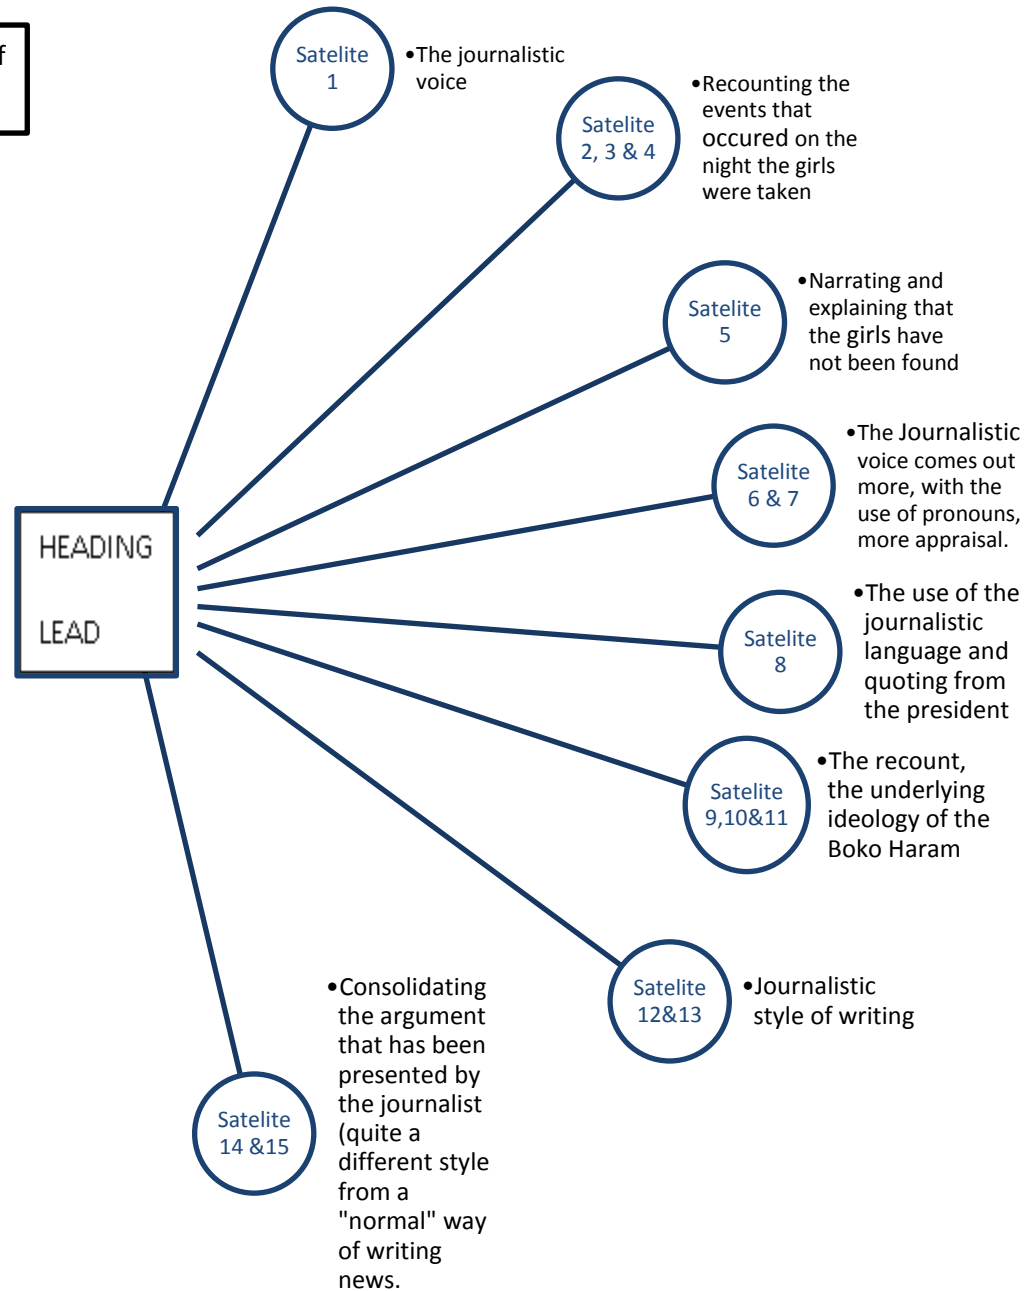 f
Satelite
1
•The journalistic
voice
Satelite
2, 3 & 4
•Recounting the
events that
occured on the
night the girls
were taken
Satelite
5
•Narrating and
explaining that
the girls have
not been found
Satelite
6 & 7
•The Journalistic
voice comes out
more, with the
use of pronouns,
more appraisal.
HEADING
LEAD
Satelite
8
•The use of the
journalistic
language and
quoting from
the president
Satelite
9,10&11
•The recount,
the underlying
ideology of the
Boko Haram
Satelite
12&13
•Journalistic
style of writing
Satelite
14 &15
•Consolidating
the argument
that has been
presented by
the journalist
(quite a
different style
from a
"normal" way
of writing
news.